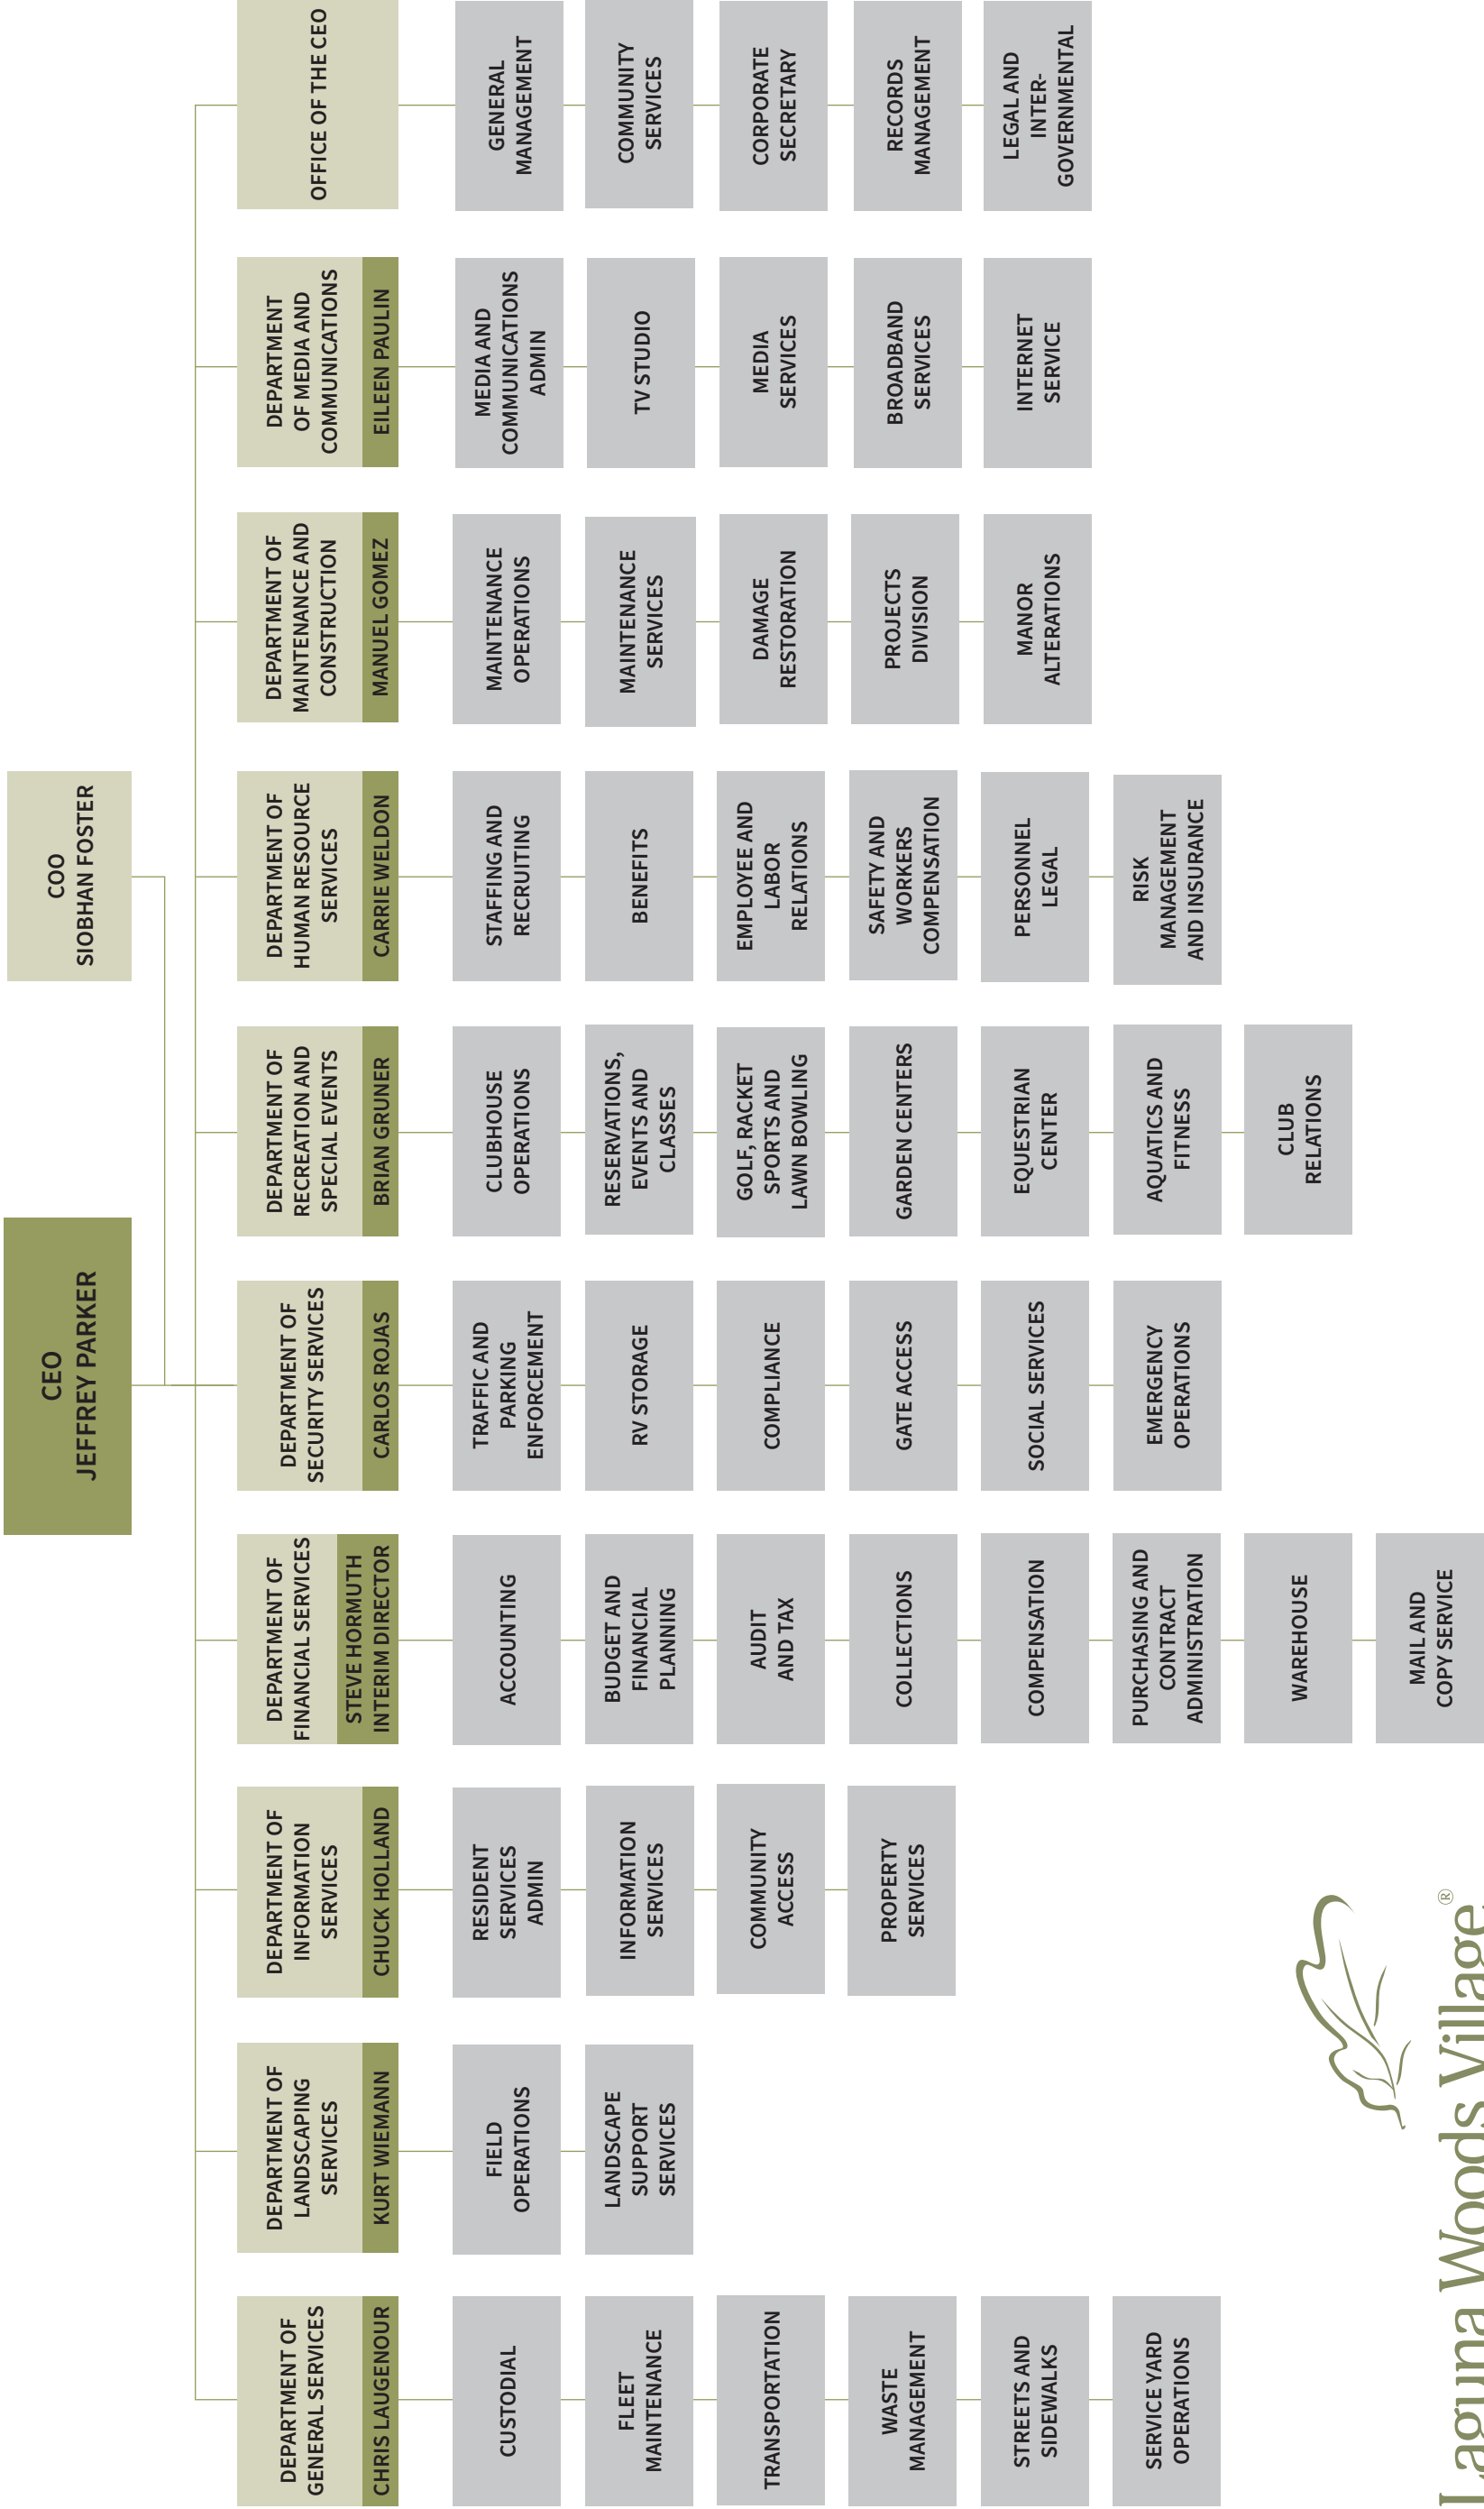 CEO
JEFFREY PARKER
COO
SIOBHAN FOSTER
DEPARTMENT OF
GENERAL SERVICES
CHRIS LAUGENOUR
CUSTODIAL
FLEET
MAINTENANCE
TRANSPORTATION
WASTE
MANAGEMENT
STREETS AND
SIDEWALKS
SERVICE YARD
OPERATIONS
DEPARTMENT OF
LANDSCAPING
SERVICES
KURT WIEMANN
FIELD
OPERATIONS
LANDSCAPE
SUPPORT
SERVICES
DEPARTMENT OF
INFORMATION
SERVICES
CHUCK HOLLAND
RESIDENT
SERVICES
ADMIN
INFORMATION
SERVICES
COMMUNITY
ACCESS
PROPERTY
SERVICES
DEPARTMENT OF
FINANCIAL SERVICES
STEVE HORMUTH
INTERIM DIRECTOR
ACCOUNTING
BUDGET AND
FINANCIAL
PLANNING
AUDIT
AND TAX
COLLECTIONS
COMPENSATION
PURCHASING AND
CONTRACT
ADMINISTRATION
WAREHOUSE
MAIL AND
COPY SERVICE
DEPARTMENT OF
SECURITY SERVICES
CARLOS ROJAS
TRAFFIC AND
PARKING
ENFORCEMENT
RV STORAGE
COMPLIANCE
GATE ACCESS
SOCIAL SERVICES
EMERGENCY
OPERATIONS
DEPARTMENT OF
RECREATION AND
SPECIAL EVENTS
BRIAN GRUNER
CLUBHOUSE
OPERATIONS
RESERVATIONS,
EVENTS AND
CLASSES
GOLF, RACKET
SPORTS AND
LAWN BOWLING
GARDEN CENTERS
EQUESTRIAN
CENTER
AQUATICS AND
FITNESS
CLUB
RELATIONS
DEPARTMENT OF
HUMAN RESOURCE
SERVICES
CARRIE WELDON
STAFFING AND
RECRUITING
BENEFITS
EMPLOYEE AND
LABOR
RELATIONS
SAFETY AND
WORKERS
COMPENSATION
PERSONNEL
LEGAL
RISK
MANAGEMENT
AND INSURANCE
DEPARTMENT OF
MAINTENANCE AND
CONSTRUCTION
MANUEL GOMEZ
MAINTENANCE
OPERATIONS
MAINTENANCE
SERVICES
DAMAGE
RESTORATION
PROJECTS
DIVISION
MANOR
ALTERATIONS
DEPARTMENT
OF MEDIA AND
COMMUNICATIONS
EILEEN PAULIN
MEDIA AND
COMMUNICATIONS
ADMIN
TV STUDIO
MEDIA
SERVICES
BROADBAND
SERVICES
INTERNET
SERVICE
OFFICE OF THE CEO
GENERAL
MANAGEMENT
COMMUNITY
SERVICES
CORPORATE
SECRETARY
RECORDS
MANAGEMENT
LEGAL AND
INTER-
GOVERNMENTAL
Laguna Woods Village®